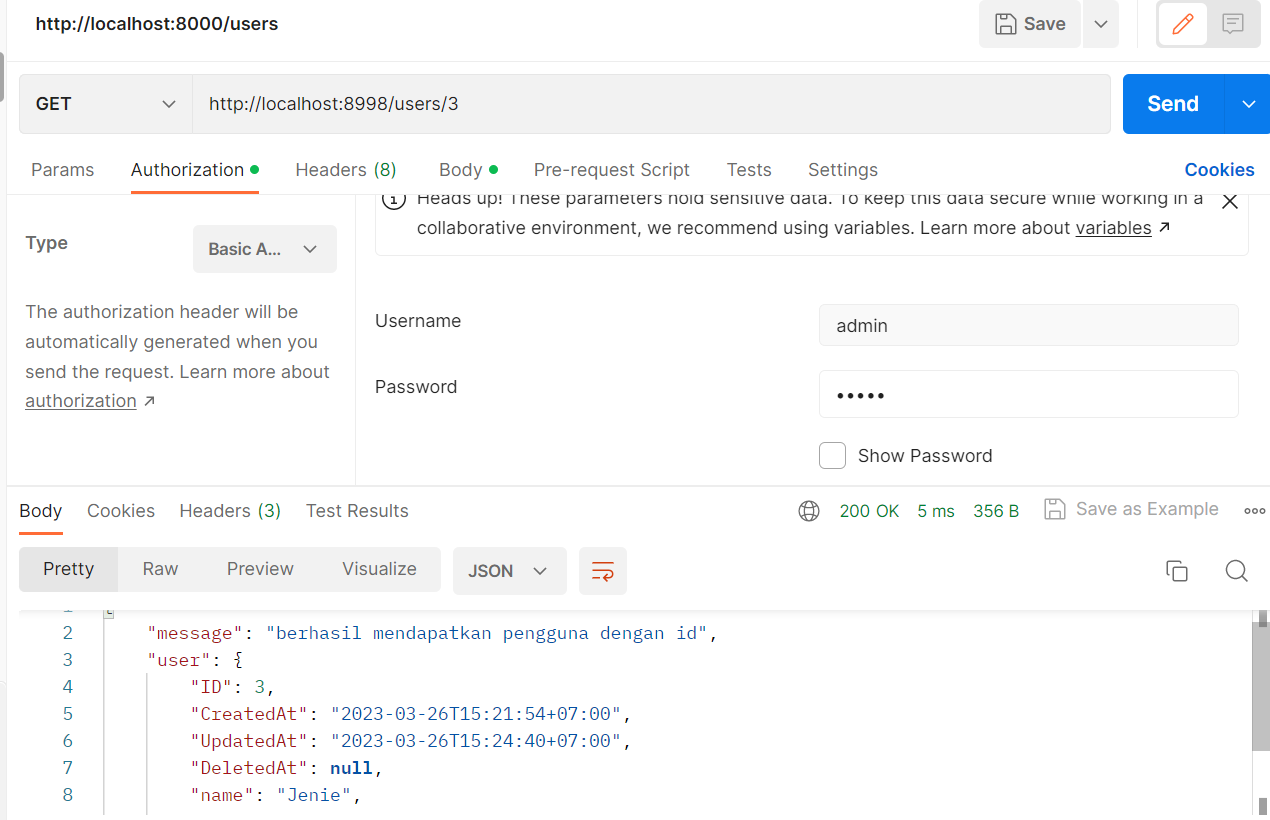 http://localhost:8000/users
Save
GET
http://localhost:8998/users/3
Send
Params
Authorization
Headers (8)
Body
Pre-request Script
Tests
Settings
Cookies
Heads up! These parameters hold sensitive data. To keep this data secure while working in a
collaborative environment, we recommend using variables. Learn more about variables ↗
Type
Basic A...
The authorization header will be
automatically generated when you
send the request. Learn more about
authorization ↗
Username
admin
Password
•••••
Show Password
Body
Cookies
Headers (3)
Test Results
200 OK
5 ms
356 B
Save as Example
Pretty
Raw
Preview
Visualize
JSON
1 {
2 "message": "berhasil mendapatkan pengguna dengan id",
3 "user": {
4 "ID": 3,
5 "CreatedAt": "2023-03-26T15:21:54+07:00",
6 "UpdatedAt": "2023-03-26T15:24:40+07:00",
7 "DeletedAt": null,
8 "name": "Jenie",